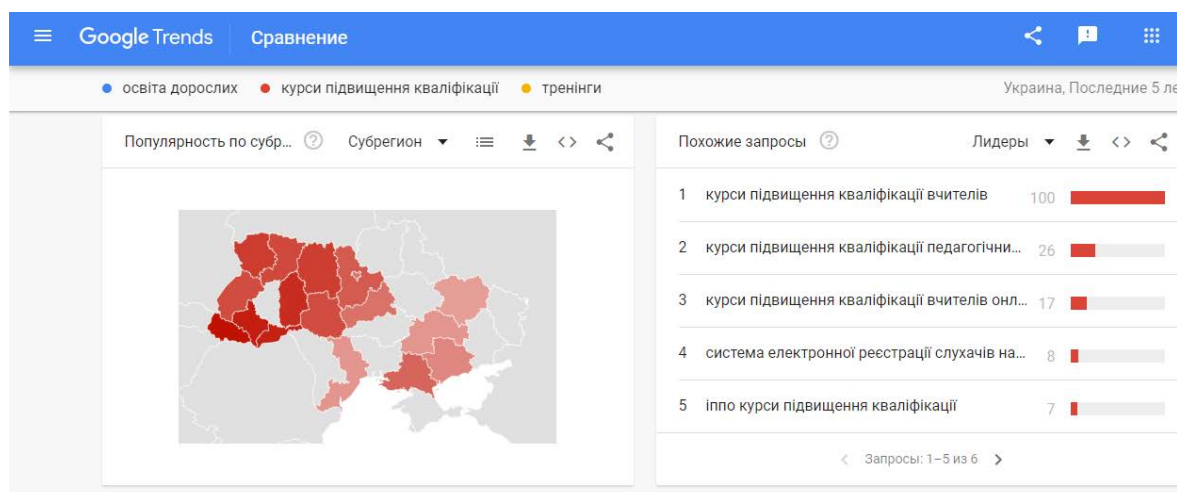 Google Trends Сравнение
освіта дорослих курси підвищення кваліфікації тренінги Украина, Последние 5 ле
Популярность по субр... Субрегион
Похожие запросы Лидеры
1 курси підвищення кваліфікації вчителів 100
2 курси підвищення кваліфікації педагогічни... 26
3 курси підвищення кваліфікації вчителів онл... 17
4 система електронної реєстрації слухачів на... 8
5 іппо курси підвищення кваліфікації 7
Запросы: 1–5 из 6